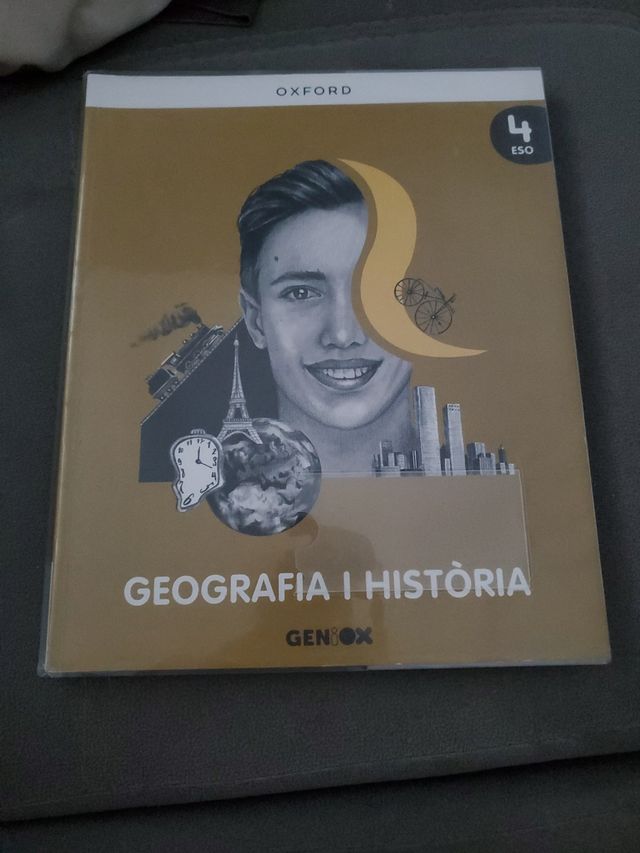 OXFORD
4
ESO
GEOGRAFIA I HISTÒRIA
GENiOX